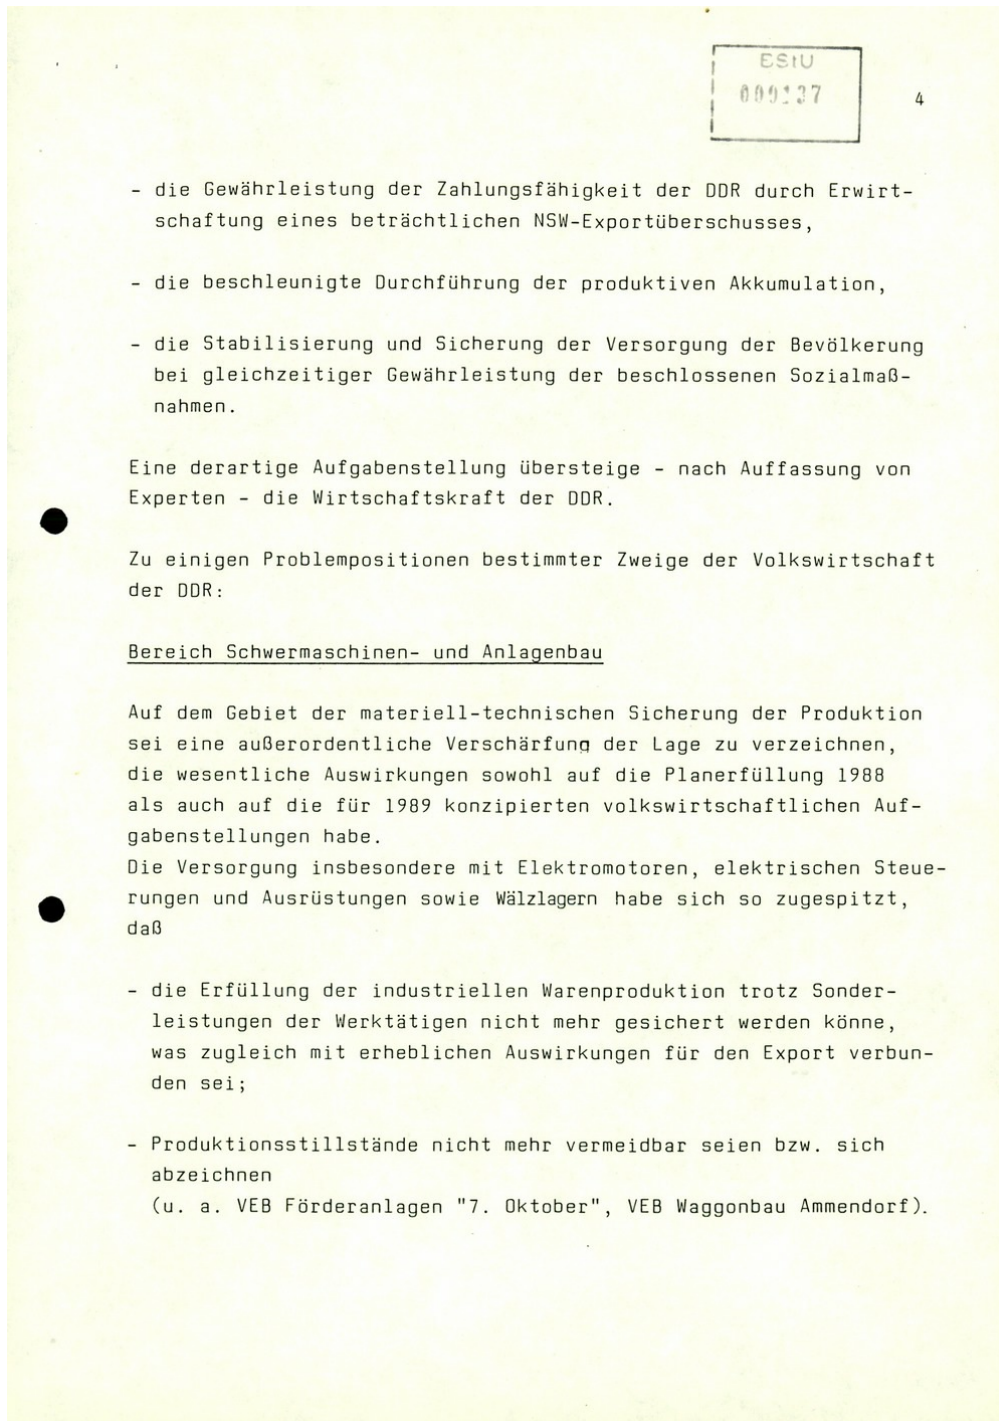 BStU
000137
4
- die Gewährleistung der Zahlungsfähigkeit der DDR durch Erwirt-
schaftung eines beträchtlichen NSW-Exportüberschusses,
- die beschleunigte Durchführung der produktiven Akkumulation,
- die Stabilisierung und Sicherung der Versorgung der Bevölkerung
bei gleichzeitiger Gewährleistung der beschlossenen Sozialmaß-
nahmen.
Eine derartige Aufgabenstellung übersteige - nach Auffassung von
Experten - die Wirtschaftskraft der DDR.
Zu einigen Problempositionen bestimmter Zweige der Volkswirtschaft
der DDR:
Bereich Schwermaschinen- und Anlagenbau
Auf dem Gebiet der materiell-technischen Sicherung der Produktion
sei eine außerordentliche Verschärfung der Lage zu verzeichnen,
die wesentliche Auswirkungen sowohl auf die Planerfüllung 1988
als auch auf die für 1989 konzipierten volkswirtschaftlichen Auf-
gabenstellungen habe.
Die Versorgung insbesondere mit Elektromotoren, elektrischen Steue-
rungen und Ausrüstungen sowie Wälzlagern habe sich so zugespitzt,
daß
- die Erfüllung der industriellen Warenproduktion trotz Sonder-
leistungen der Werktätigen nicht mehr gesichert werden könne,
was zugleich mit erheblichen Auswirkungen für den Export verbun-
den sei;
- Produktionsstillstände nicht mehr vermeidbar seien bzw. sich
abzeichnen
(u. a. VEB Förderanlagen "7. Oktober", VEB Waggonbau Ammendorf).